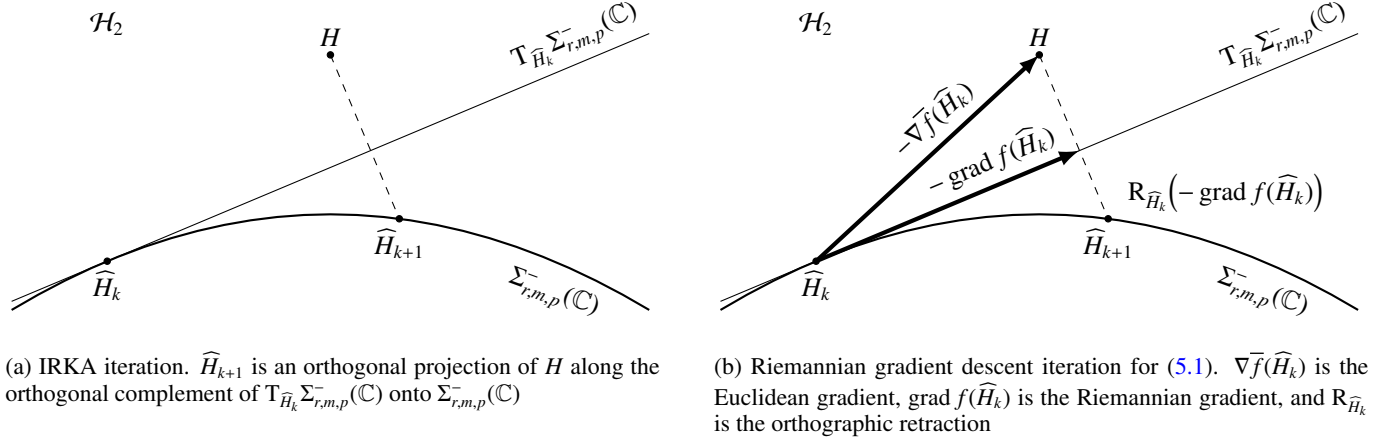 ℋ₂
H
T_{Ĥ_k} Σ⁻_{r,m,p}(ℂ)
Ĥ_k
Ĥ_{k+1}
Σ⁻_{r,m,p}(ℂ)
(a) IRKA iteration. Ĥ_{k+1} is an orthogonal projection of H along the
orthogonal complement of T_{Ĥ_k} Σ⁻_{r,m,p}(ℂ) onto Σ⁻_{r,m,p}(ℂ)
ℋ₂
H
T_{Ĥ_k} Σ⁻_{r,m,p}(ℂ)
−∇f̅(Ĥ_k)
− grad f(Ĥ_k)
R_{Ĥ_k}(− grad f(Ĥ_k))
Ĥ_k
Ĥ_{k+1}
Σ⁻_{r,m,p}(ℂ)
(b) Riemannian gradient descent iteration for (5.1). ∇f̅(Ĥ_k) is the
Euclidean gradient, grad f(Ĥ_k) is the Riemannian gradient, and R_{Ĥ_k}
is the orthographic retraction